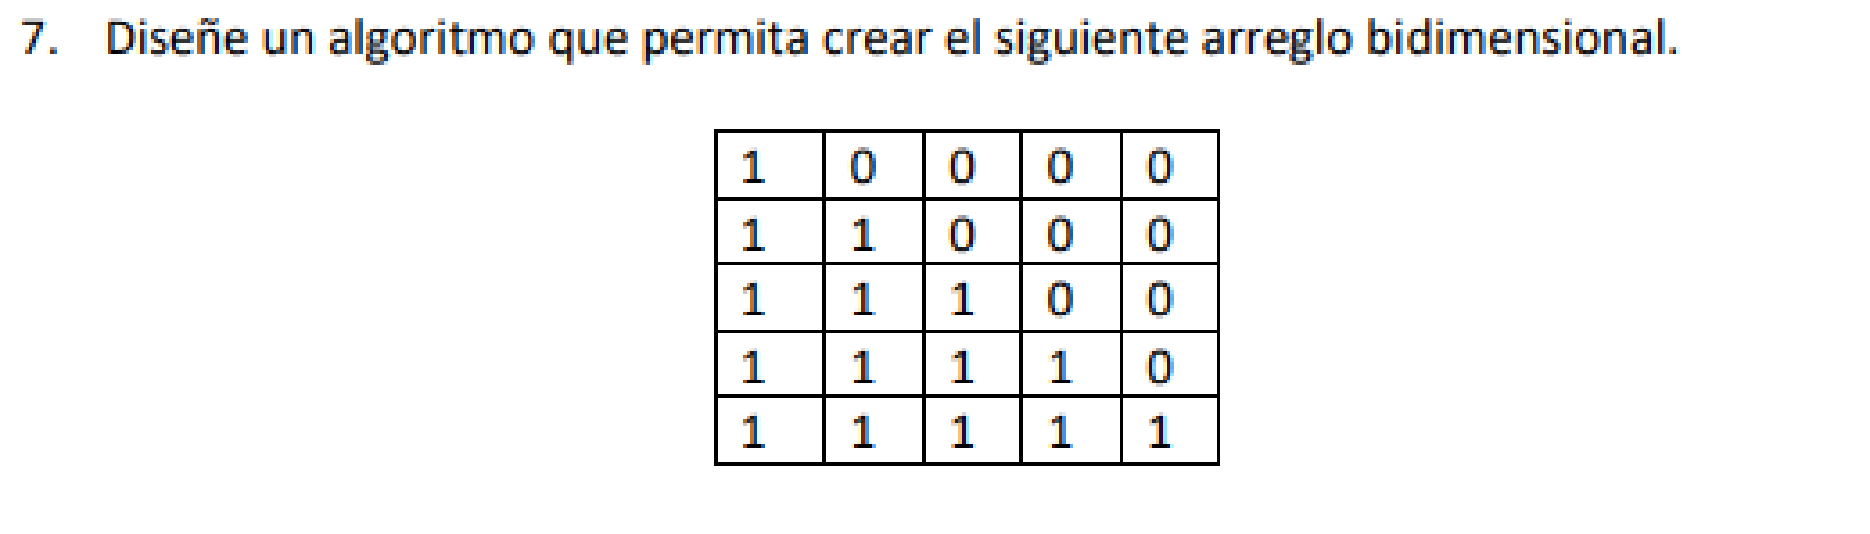 7. Diseñe un algoritmo que permita crear el siguiente arreglo bidimensional.
1 0 0 0 0
1 1 0 0 0
1 1 1 0 0
1 1 1 1 0
1 1 1 1 1